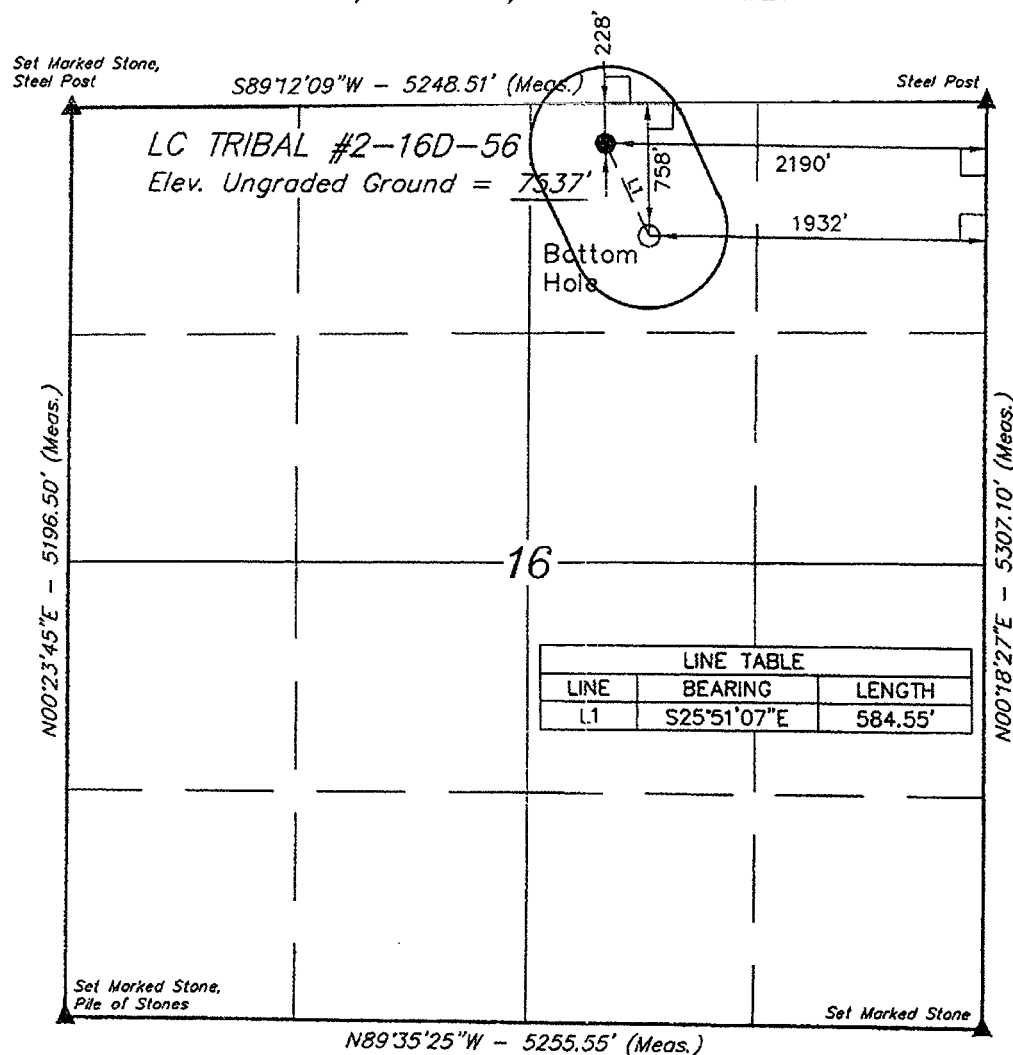 228'
Set Marked Stone,
Steel Post
S89°12'09"W - 5248.51' (Meas.)
Steel Post
LC TRIBAL #2-16D-56
Elev. Ungraded Ground = 7537'
2190'
758'
L1
1932'
Bottom
Hole
N00°23'45"E - 5196.50' (Meas.)
N00°18'27"E - 5307.10' (Meas.)
16
LINE TABLE
LINE BEARING LENGTH
L1 S25°51'07"E 584.55'
Set Marked Stone,
Pile of Stones
Set Marked Stone
N89°35'25"W - 5255.55' (Meas.)